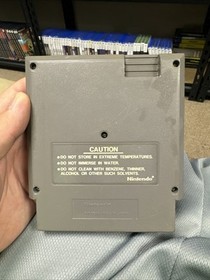 CAUTION
●DO NOT STORE IN EXTREME TEMPERATURES.
●DO NOT IMMERSE IN WATER.
●DO NOT CLEAN WITH BENZENE, THINNER,
ALCOHOL OR OTHER SUCH SOLVENTS.
Nintendo